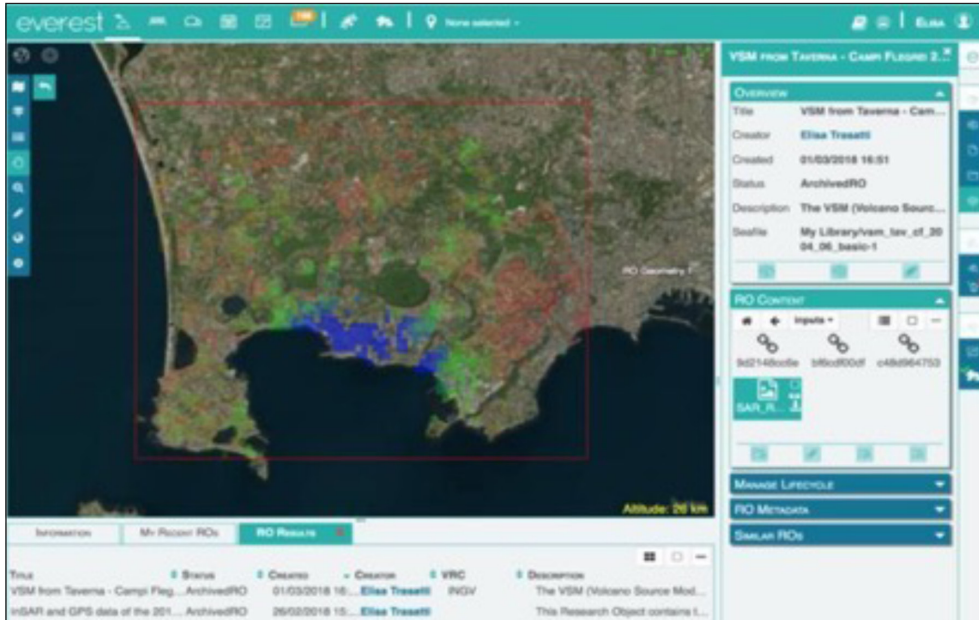 everest
None selected
ELISA
VSM FROM TAVERNA - CAMPI FLEGREI 2...
OVERVIEW
Title VSM from Taverna - Cam...
Creator Elisa Trasatti
Created 01/03/2018 16:51
Status ArchivedRO
Description The VSM (Volcano Sourc...
Seafile My Library/vsm_tav_cf_20
04_06_basic-1
RO Geometry 1
RO CONTENT
inputs
9d2148cc6e bf6cdf00df c48d964753
SAR_R...
MANAGE LIFECYCLE
RO METADATA
SIMILAR ROS
Altitude: 26 km
INFORMATION MY RECENT ROS RO RESULTS
TITLE STATUS CREATED CREATOR VRC DESCRIPTION
VSM from Taverna - Campi Fleg... ArchivedRO 01/03/2018 16:... Elisa Trasatti INGV The VSM (Volcano Source Mod...
InSAR and GPS data of the 201... ArchivedRO 26/02/2018 15:... Elisa Trasatti This Research Object contains t...